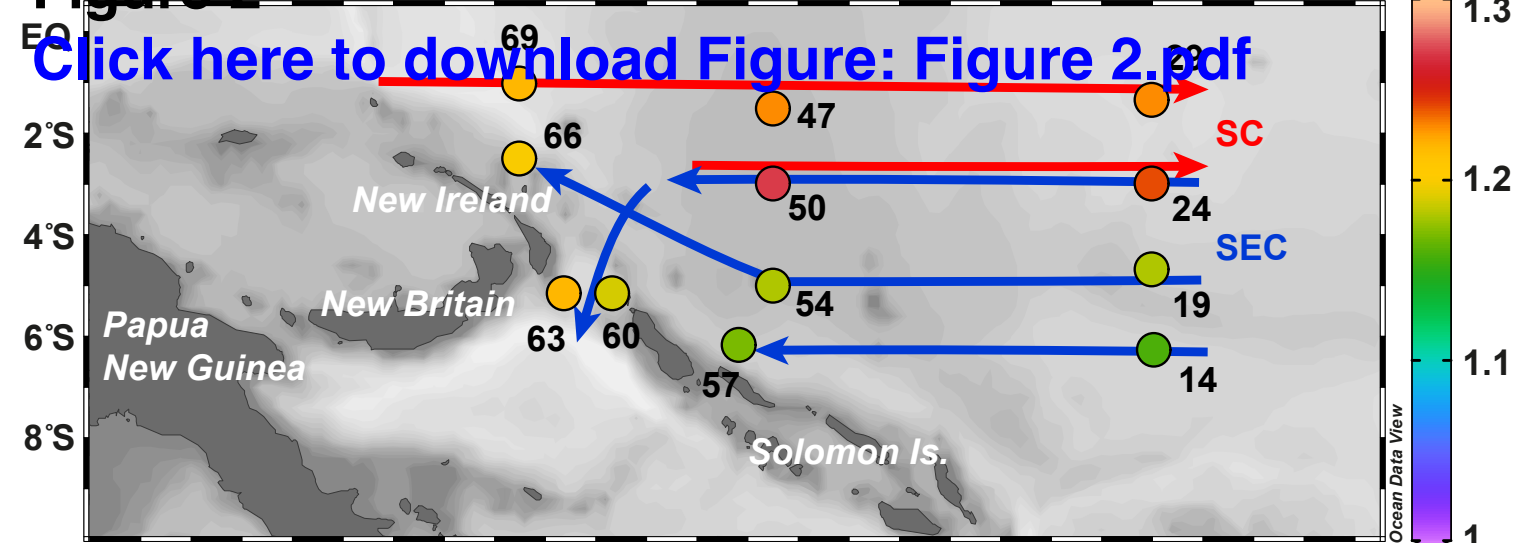 Figure 2
EQ
69
29
Click here to download Figure: Figure 2.pdf
1.3
47
SC
2°S
66
1.2
New Ireland
50
24
4°S
SEC
New Britain
54
19
Papua
New Guinea
6°S
63
60
57
14
1.1
8°S
Solomon Is.
Ocean Data View
1